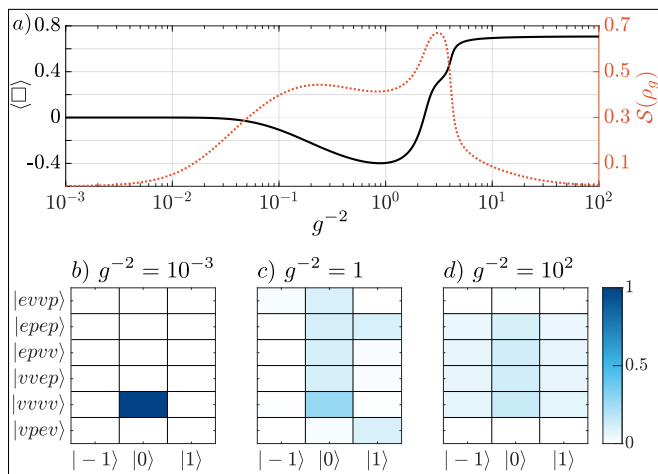 a)
0.8
0.4
0
-0.4
⟨□⟩
0.7
0.5
0.3
0.1
𝒮(ρ_g)
10^−3 10^−2 10^−1 10^0 10^1 10^2
g^−2
b) g^−2 = 10^−3 c) g^−2 = 1 d) g^−2 = 10^2
|evvp⟩
|epep⟩
|epvv⟩
|vvep⟩
|vvvv⟩
|vpev⟩
|−1⟩ |0⟩ |1⟩ |−1⟩ |0⟩ |1⟩ |−1⟩ |0⟩ |1⟩
1
0.5
0